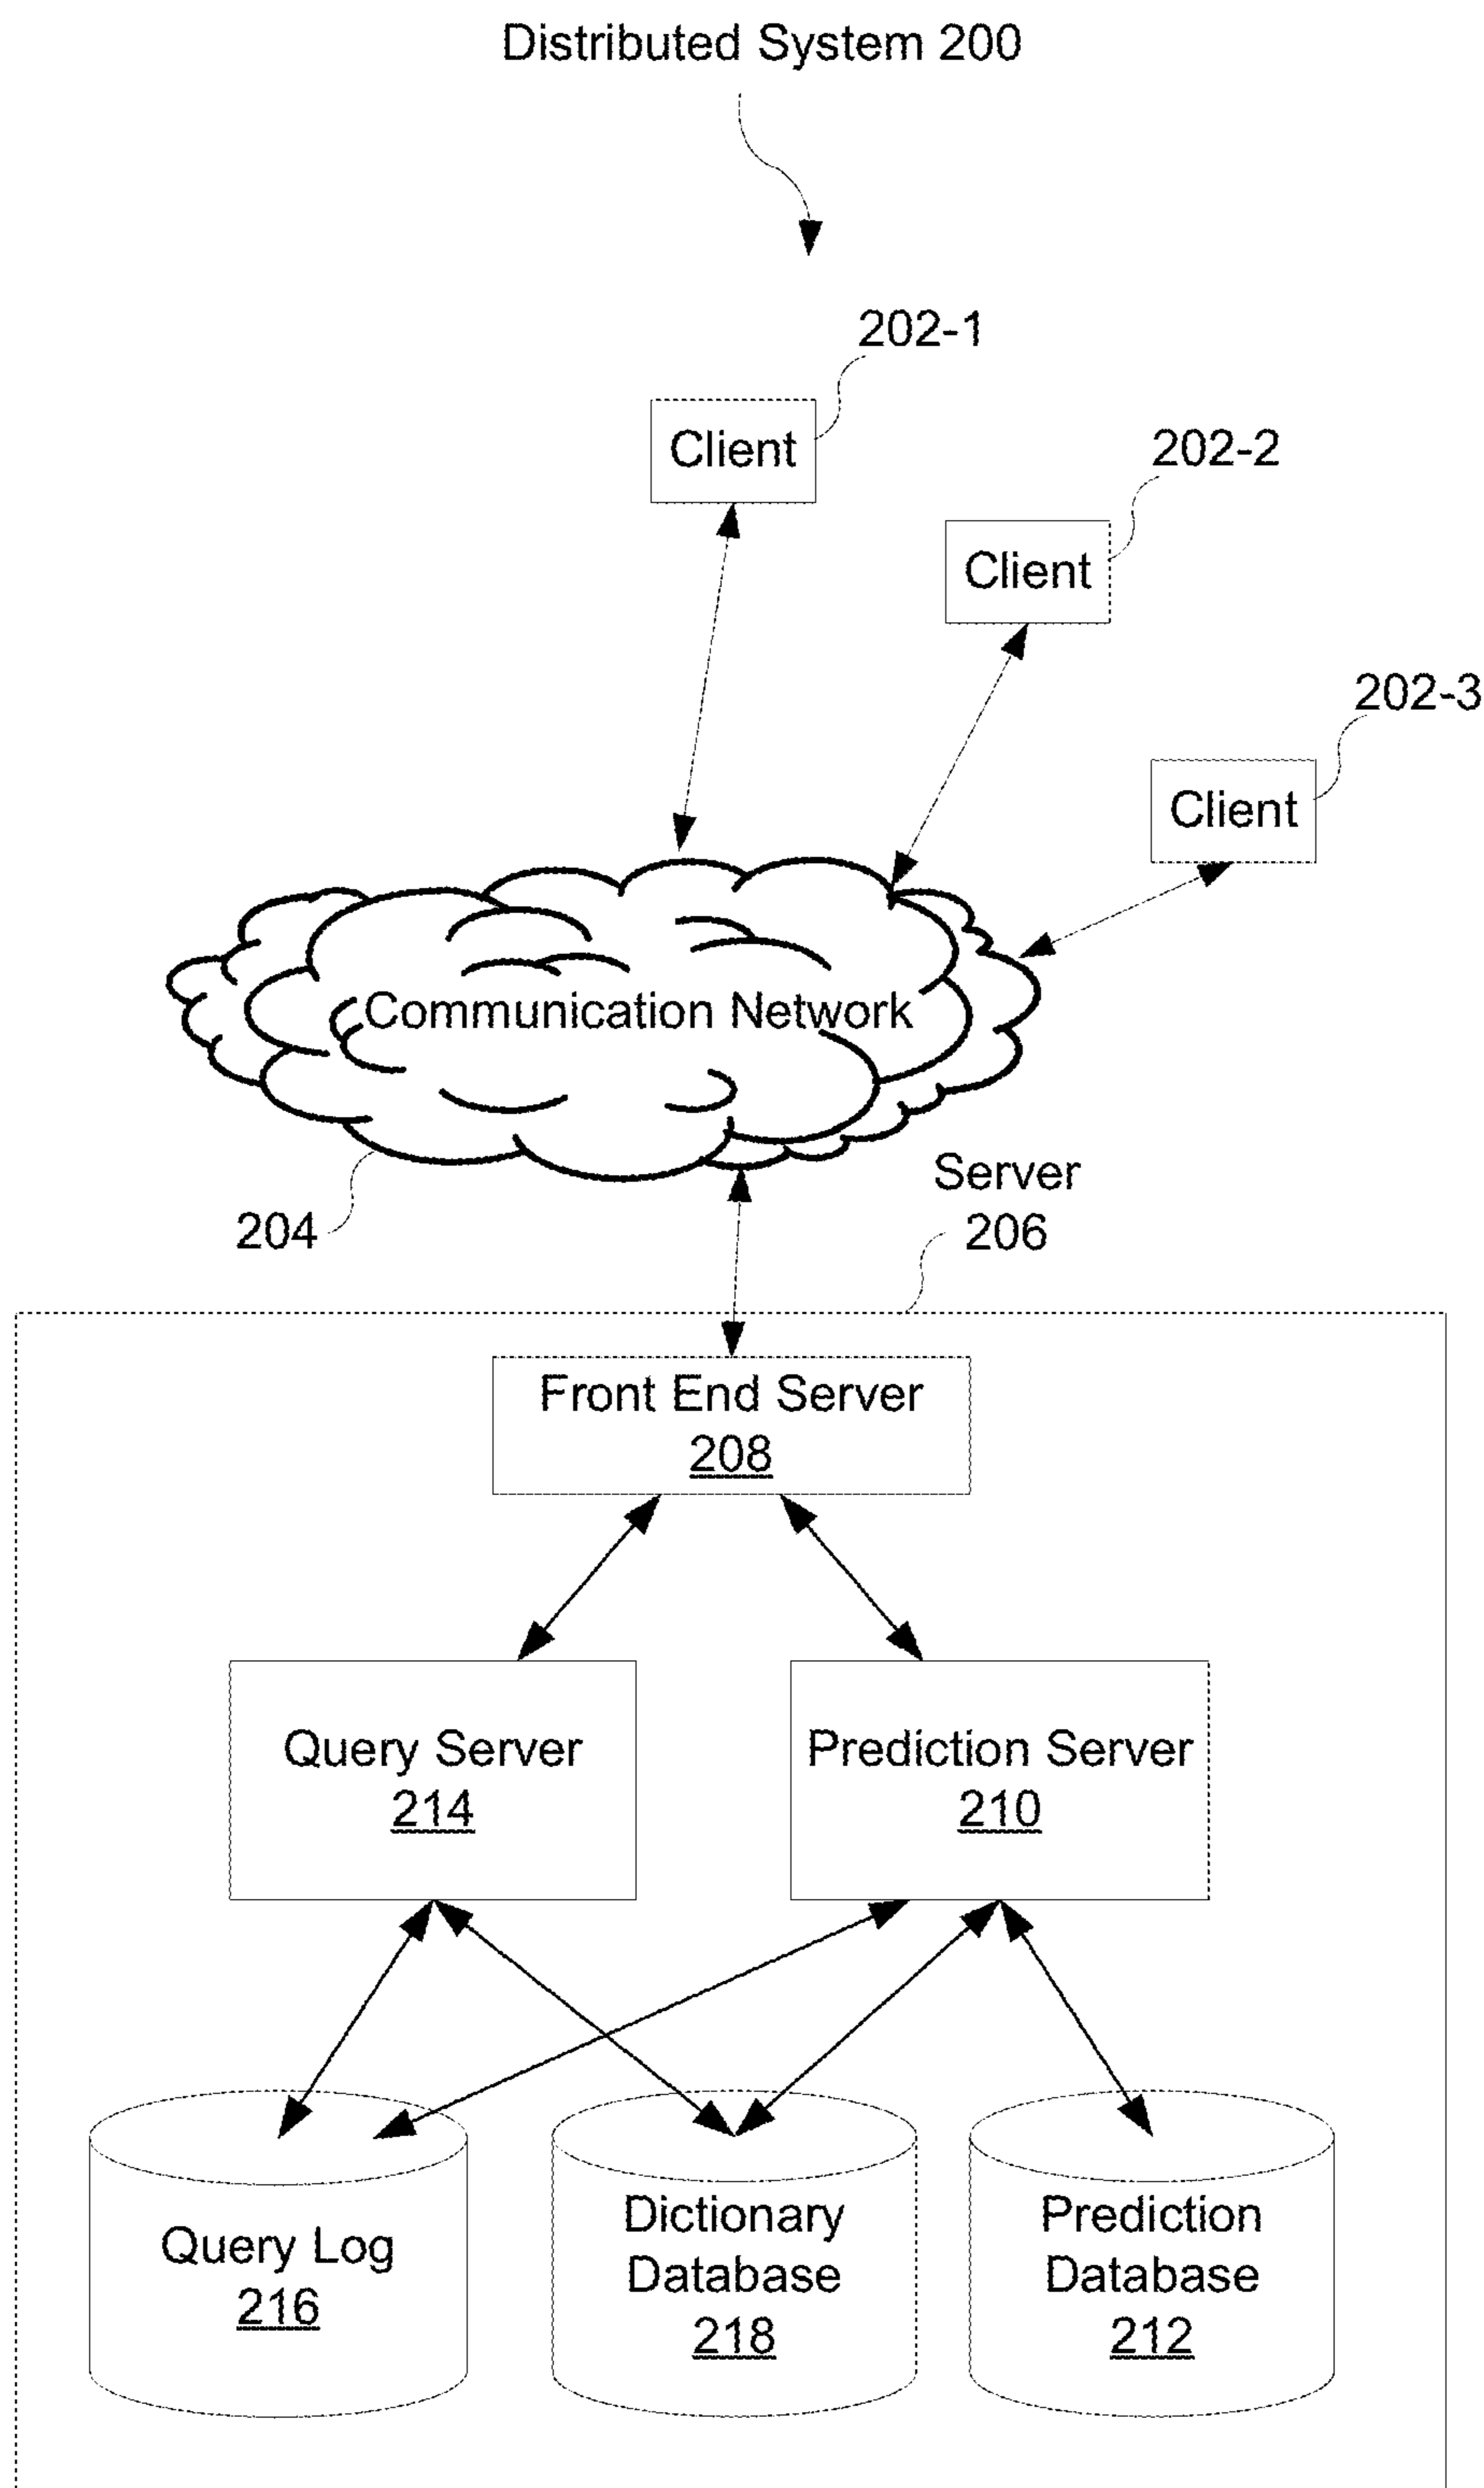 Distributed System 200
202-1
Client
202-2
Client
202-3
Client
Communication Network
204
Server
206
Front End Server
208
Query Server
214
Prediction Server
210
Query Log
216
Dictionary
Database
218
Prediction
Database
212